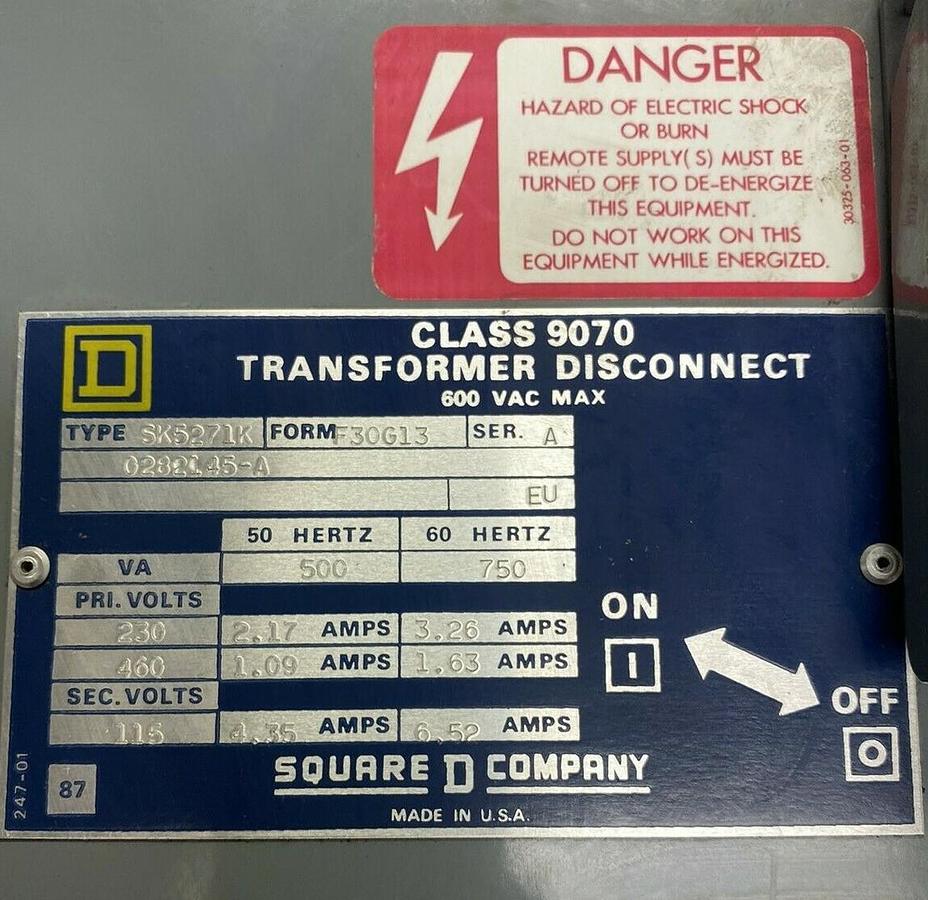 DANGER
HAZARD OF ELECTRIC SHOCK
OR BURN
REMOTE SUPPLY( S) MUST BE
TURNED OFF TO DE-ENERGIZE
THIS EQUIPMENT.
DO NOT WORK ON THIS
EQUIPMENT WHILE ENERGIZED.
30325-063-01
D
CLASS 9070
TRANSFORMER DISCONNECT
600 VAC MAX
TYPE SK5271K FORM F30G13 SER. A
0282145-A
EU
50 HERTZ 60 HERTZ
VA 500 750
PRI. VOLTS
230 2.17 AMPS 3.26 AMPS
460 1.09 AMPS 1.63 AMPS
SEC. VOLTS
115 4.35 AMPS 6.52 AMPS
ON
I
OFF
O
SQUARE D COMPANY
MADE IN U.S.A.
247-01
87